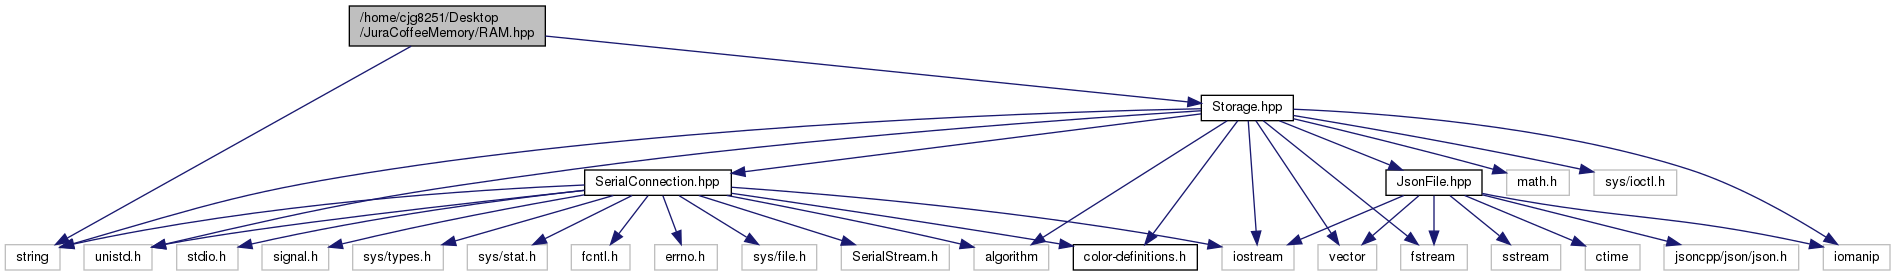 /home/cjg8251/Desktop
/JuraCoffeeMemory/RAM.hpp
Storage.hpp
SerialConnection.hpp
JsonFile.hpp
math.h
sys/ioctl.h
string
unistd.h
stdio.h
signal.h
sys/types.h
sys/stat.h
fcntl.h
errno.h
sys/file.h
SerialStream.h
algorithm
color-definitions.h
iostream
vector
fstream
sstream
ctime
jsoncpp/json/json.h
iomanip